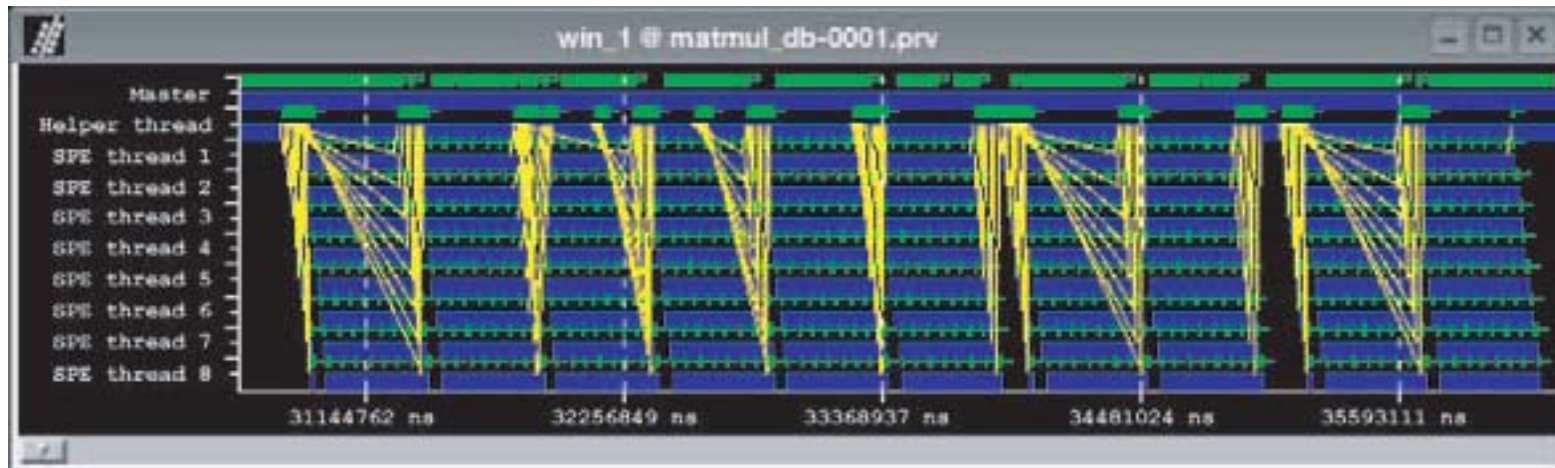 win_1 @ matmul_db-0001.prv
Master
Helper thread
SPE thread 1
SPE thread 2
SPE thread 3
SPE thread 4
SPE thread 5
SPE thread 6
SPE thread 7
SPE thread 8
31144762 ns 32256849 ns 33368937 ns 34481024 ns 35593111 ns